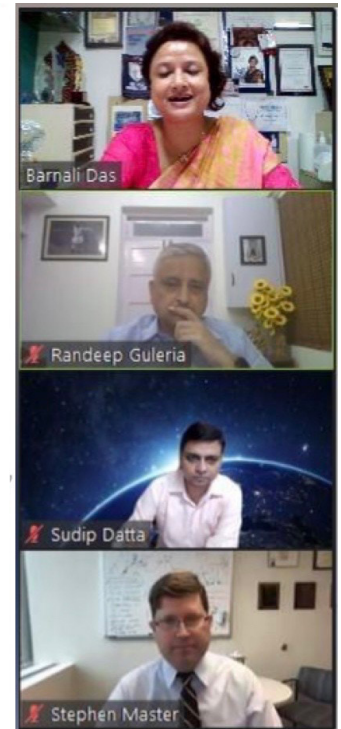 Barnali Das
Randeep Guleria
Sudip Datta
Stephen Master